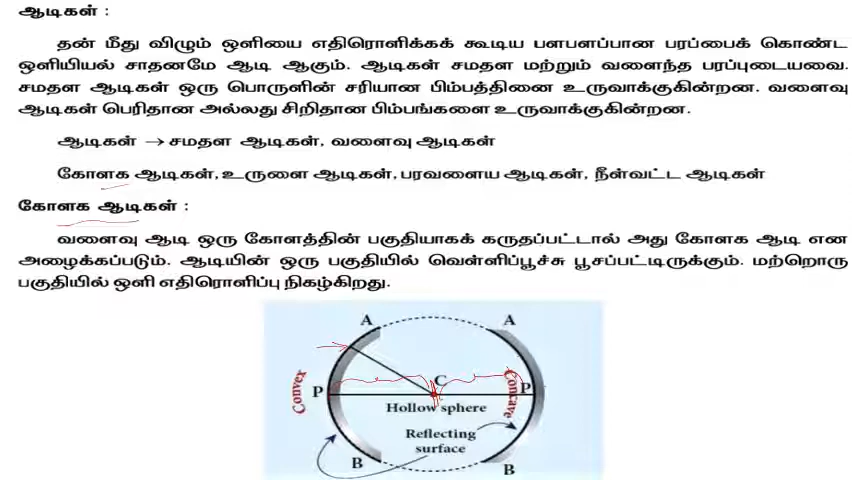 ஆடிகள் :
தன் மீது விழும் ஒளியை எதிரொளிக்கக் கூடிய பளபளப்பான பரப்பைக் கொண்ட
ஒளியியல் சாதனமே ஆடி ஆகும். ஆடிகள் சமதள மற்றும் வளைந்த பரப்புடையவை.
சமதள ஆடிகள் ஒரு பொருளின் சரியான பிம்பத்தினை உருவாக்குகின்றன. வளைவு
ஆடிகள் பெரிதான அல்லது சிறிதான பிம்பங்களை உருவாக்குகின்றன.
ஆடிகள் → சமதள ஆடிகள், வளைவு ஆடிகள்
கோளக ஆடிகள், உருளை ஆடிகள், பரவளைய ஆடிகள், நீள்வட்ட ஆடிகள்
கோளக ஆடிகள் :
வளைவு ஆடி ஒரு கோளத்தின் பகுதியாகக் கருதப்பட்டால் அது கோளக ஆடி என
அழைக்கப்படும். ஆடியின் ஒரு பகுதியில் வெள்ளிப்பூச்சு பூசப்பட்டிருக்கும். மற்றொரு
பகுதியில் ஒளி எதிரொளிப்பு நிகழ்கிறது.
A A
Convex P C Concave P
Hollow sphere
Reflecting
surface
B B